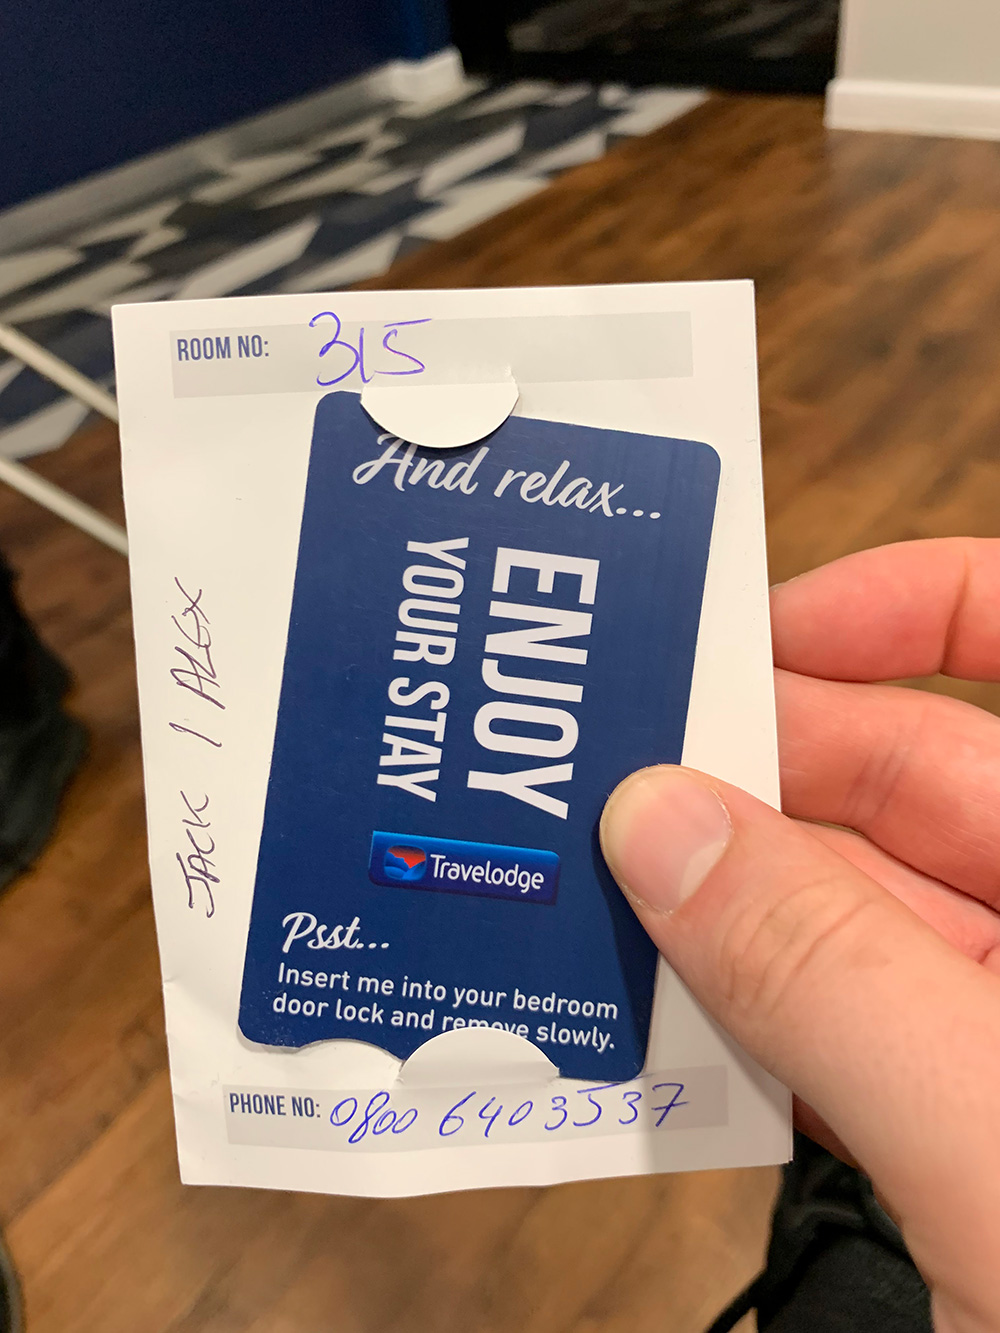 ROOM NO: 315
And relax...
ENJOY
YOUR STAY
Travelodge
Psst...
Insert me into your bedroom
door lock and remove slowly.
PHONE NO: 0800 6403537
JACK / ALEX